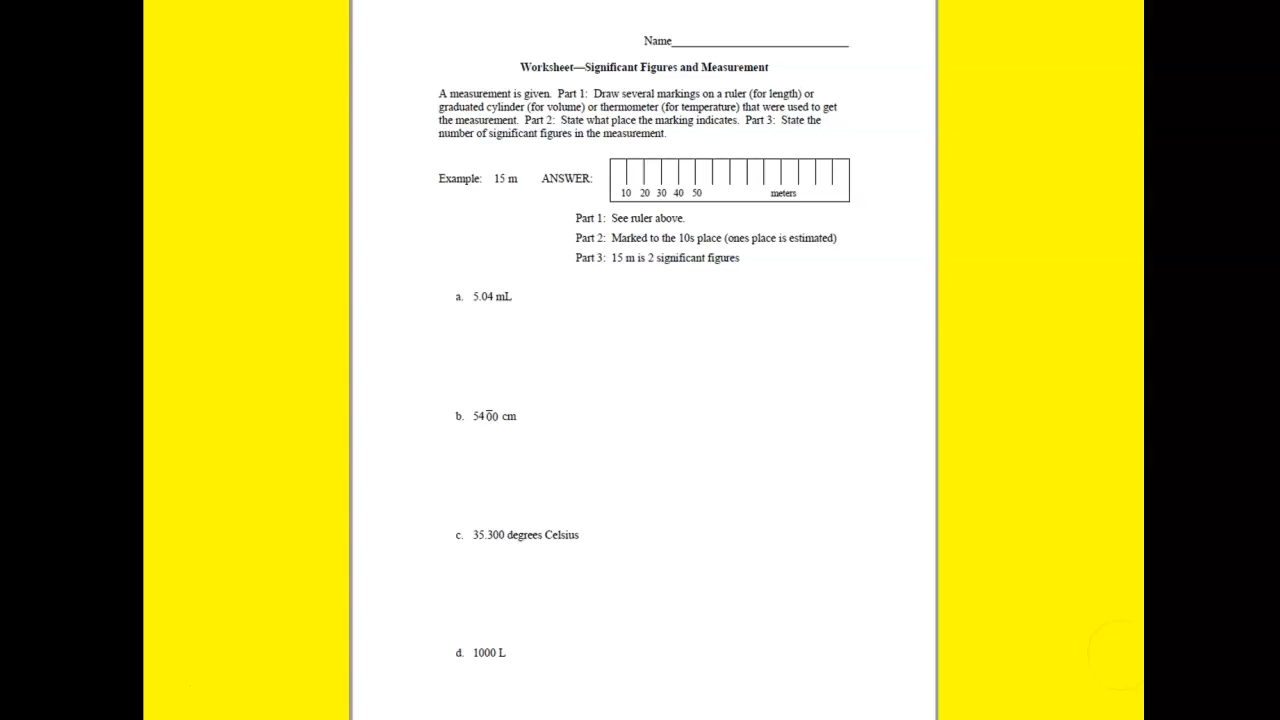 Name
Worksheet—Significant Figures and Measurement
A measurement is given. Part 1: Draw several markings on a ruler (for length) or
graduated cylinder (for volume) or thermometer (for temperature) that were used to get
the measurement. Part 2: State what place the marking indicates. Part 3: State the
number of significant figures in the measurement.
Example: 15 m ANSWER:
10 20 30 40 50 meters
Part 1: See ruler above.
Part 2: Marked to the 10s place (ones place is estimated)
Part 3: 15 m is 2 significant figures
a. 5.04 mL
b. 540̅0 cm
c. 35.300 degrees Celsius
d. 1000 L